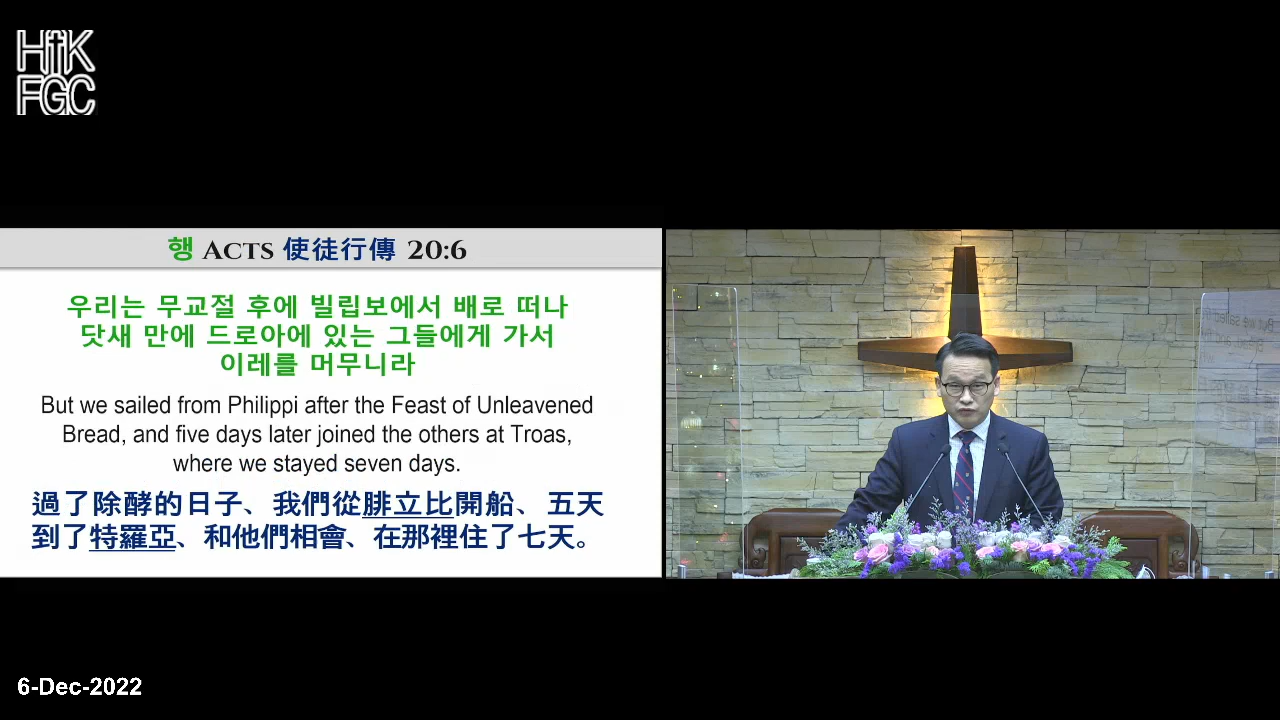 HfK
FGC
행 ACTS 使徒行傳 20:6
우리는 무교절 후에 빌립보에서 배로 떠나
닷새 만에 드로아에 있는 그들에게 가서
이레를 머무니라
But we sailed from Philippi after the Feast of Unleavened
Bread, and five days later joined the others at Troas,
where we stayed seven days.
過了除酵的日子、我們從腓立比開船、五天
到了特羅亞、和他們相會、在那裡住了七天。
6-Dec-2022